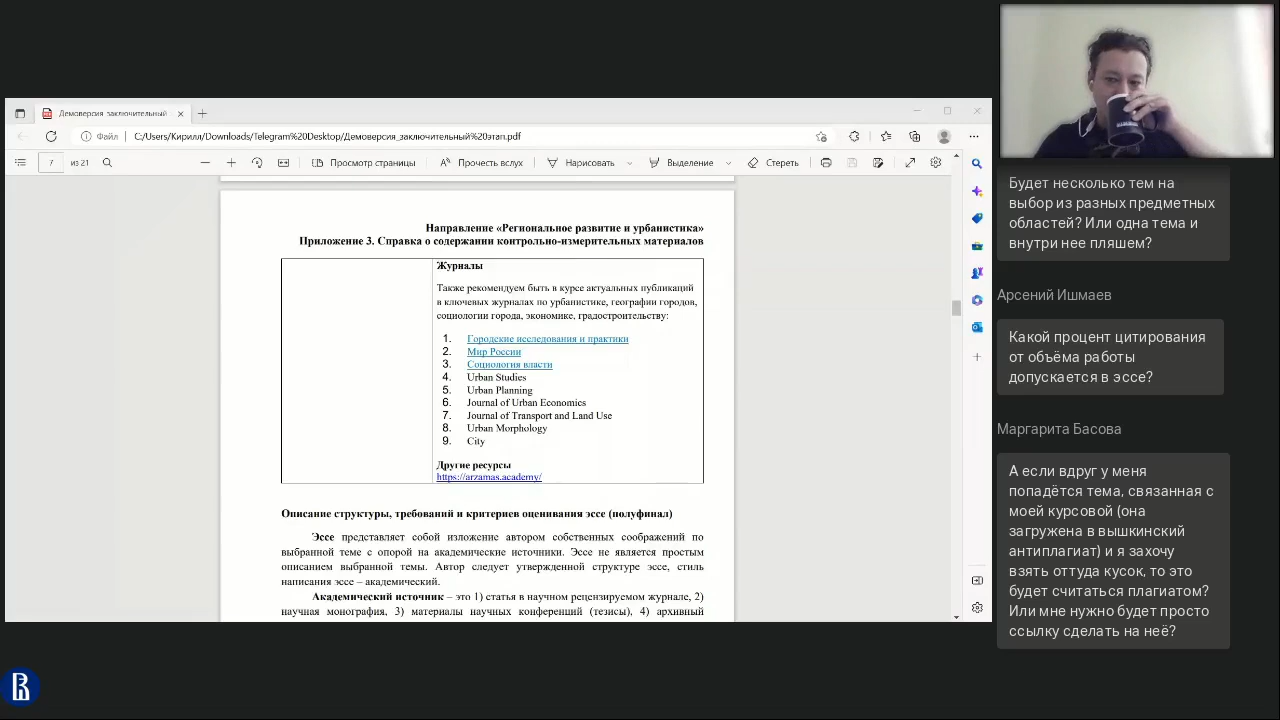 Демоверсия заключительный
Файл
C:/Users/Кирилл/Downloads/Telegram%20Desktop/Демоверсия_заключительный%20этап.pdf
7 из 21
Просмотр страницы
Прочесть вслух
Нарисовать
Выделение
Стереть
Направление «Региональное развитие и урбанистика»
Приложение 3. Справка о содержании контрольно-измерительных материалов
Журналы
Также рекомендуем быть в курсе актуальных публикаций
в ключевых журналах по урбанистике, географии городов,
социологии города, экономике, градостроительству:
1. Городские исследования и практики
2. Мир России
3. Социология власти
4. Urban Studies
5. Urban Planning
6. Journal of Urban Economics
7. Journal of Transport and Land Use
8. Urban Morphology
9. City
Другие ресурсы
https://arzamas.academy/
Описание структуры, требований и критериев оценивания эссе (полуфинал)
Эссе представляет собой изложение автором собственных соображений по
выбранной теме с опорой на академические источники. Эссе не является простым
описанием выбранной темы. Автор следует утвержденной структуре эссе, стиль
написания эссе – академический.
Академический источник – это 1) статья в научном рецензируемом журнале, 2)
научная монография, 3) материалы научных конференций (тезисы), 4) архивный
Будет несколько тем на
выбор из разных предметных
областей? Или одна тема и
внутри нее пляшем?
Арсений Ишмаев
Какой процент цитирования
от объёма работы
допускается в эссе?
Маргарита Басова
А если вдруг у меня
попадётся тема, связанная с
моей курсовой (она
загружена в вышкинский
антиплагиат) и я захочу
взять оттуда кусок, то это
будет считаться плагиатом?
Или мне нужно будет просто
ссылку сделать на неё?